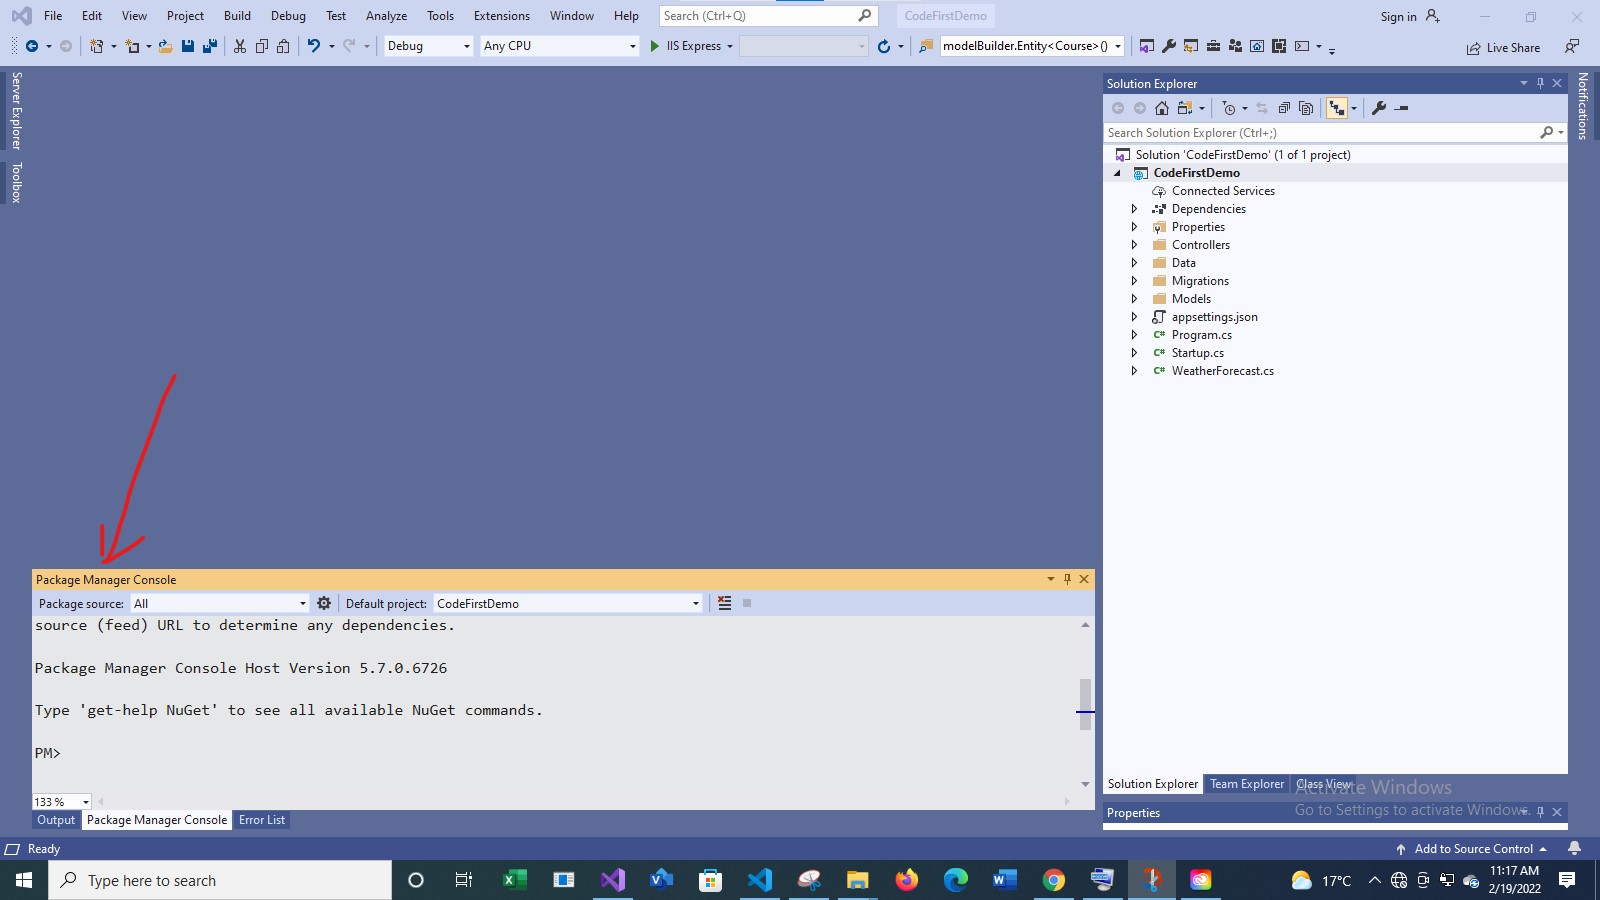 File Edit View Project Build Debug Test Analyze Tools Extensions Window Help Search (Ctrl+Q) CodeFirstDemo Sign in
Debug Any CPU IIS Express modelBuilder.Entity<Course>() Live Share
Server Explorer
Toolbox
Solution Explorer
Search Solution Explorer (Ctrl+;)
Solution 'CodeFirstDemo' (1 of 1 project)
CodeFirstDemo
Connected Services
Dependencies
Properties
Controllers
Data
Migrations
Models
appsettings.json
C# Program.cs
C# Startup.cs
C# WeatherForecast.cs
Notifications
Package Manager Console
Package source: All Default project: CodeFirstDemo
source (feed) URL to determine any dependencies.
Package Manager Console Host Version 5.7.0.6726
Type 'get-help NuGet' to see all available NuGet commands.
PM>
133 %
Output Package Manager Console Error List
Solution Explorer Team Explorer Class View
Activate Windows
Go to Settings to activate Windows.
Properties
Ready Add to Source Control
Type here to search 17°C 11:17 AM
2/19/2022